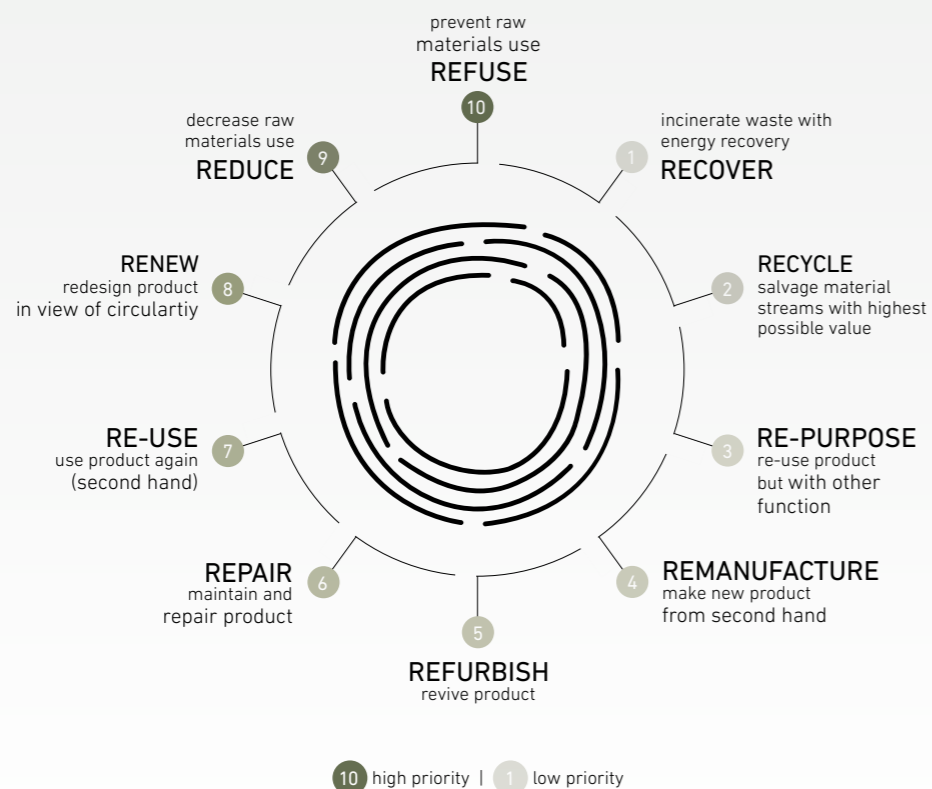 prevent raw
materials use
REFUSE
10
incinerate waste with
energy recovery
RECOVER
1
RECYCLE
salvage material
streams with highest
possible value
2
RE-PURPOSE
re-use product
but with other
function
3
REMANUFACTURE
make new product
from second hand
4
5
REFURBISH
revive product
REPAIR
maintain and
repair product
6
RE-USE
use product again
(second hand)
7
RENEW
redesign product
in view of circulartiy
8
decrease raw
materials use
REDUCE
9
10 high priority | 1 low priority